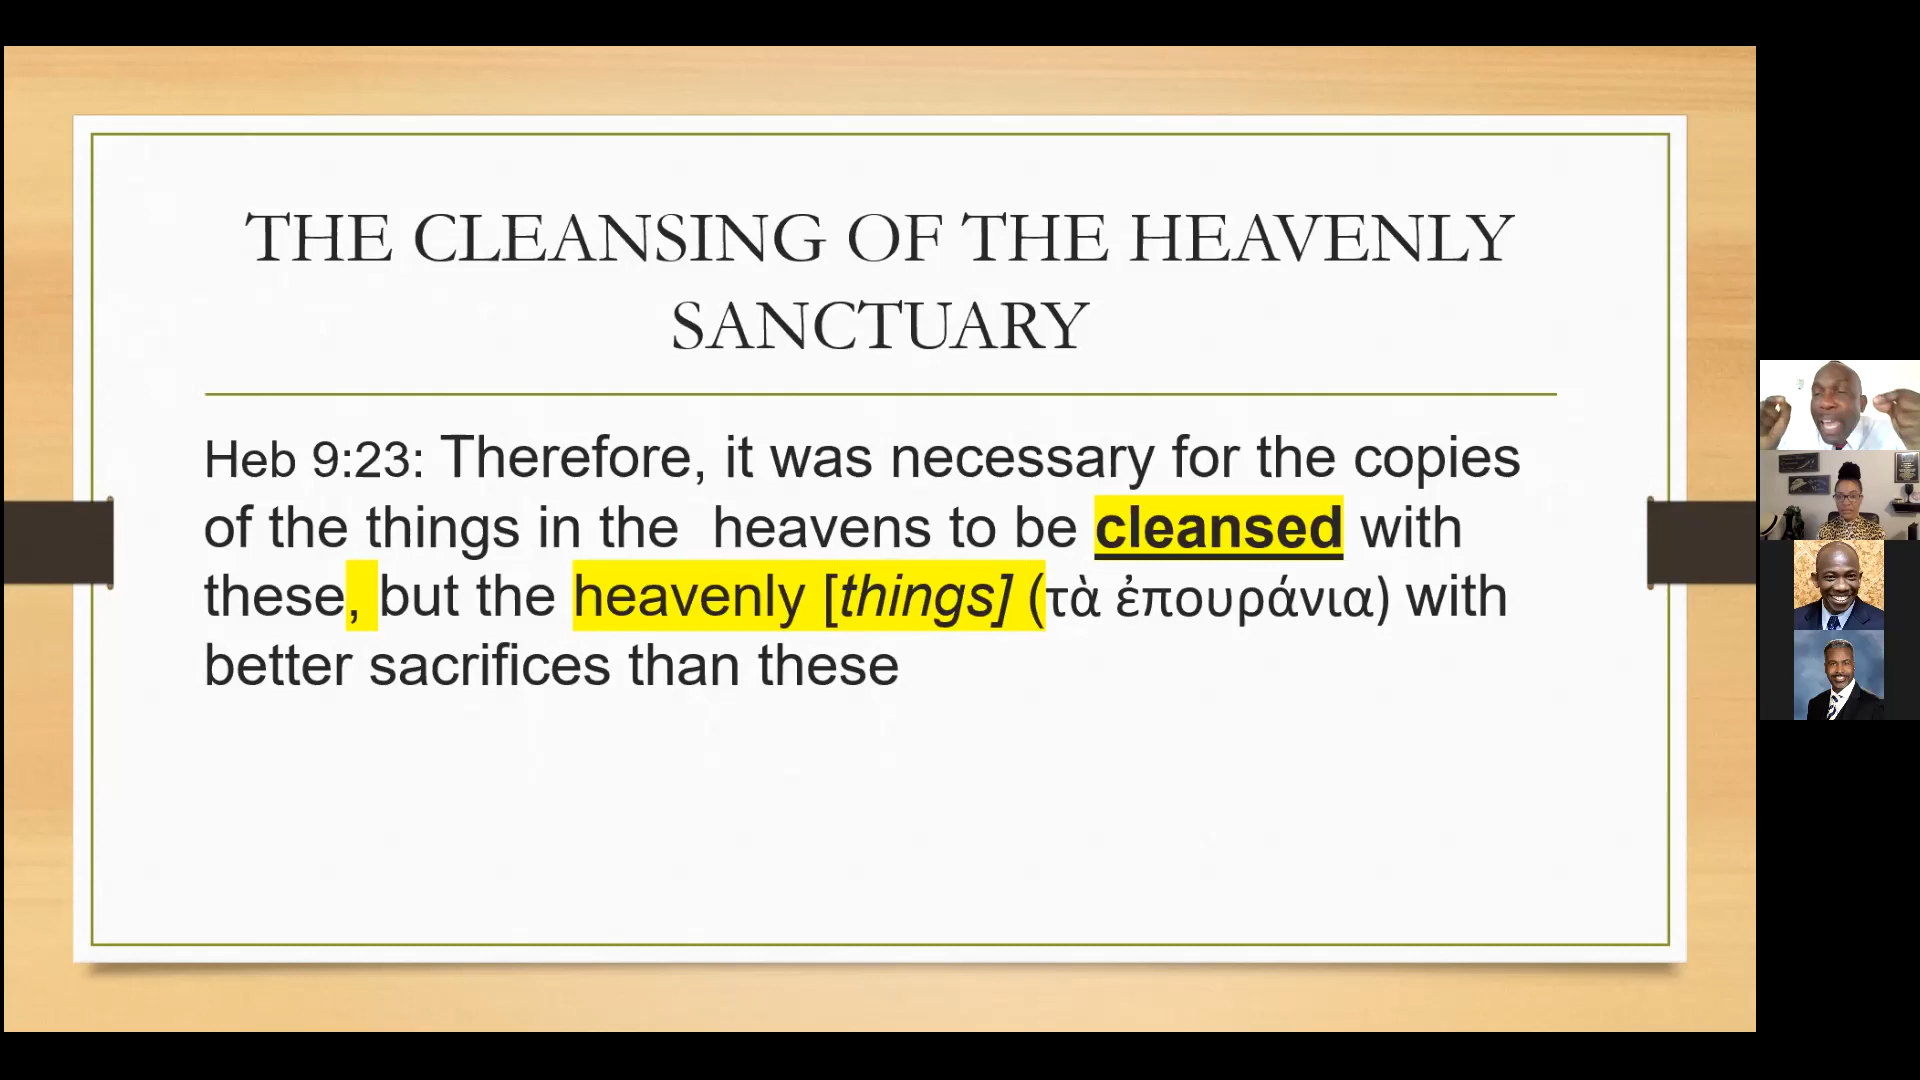 THE CLEANSING OF THE HEAVENLY
SANCTUARY
Heb 9:23: Therefore, it was necessary for the copies
of the things in the  heavens to be cleansed with
these, but the heavenly [things] (τὰ ἐπουράνια) with
better sacrifices than these